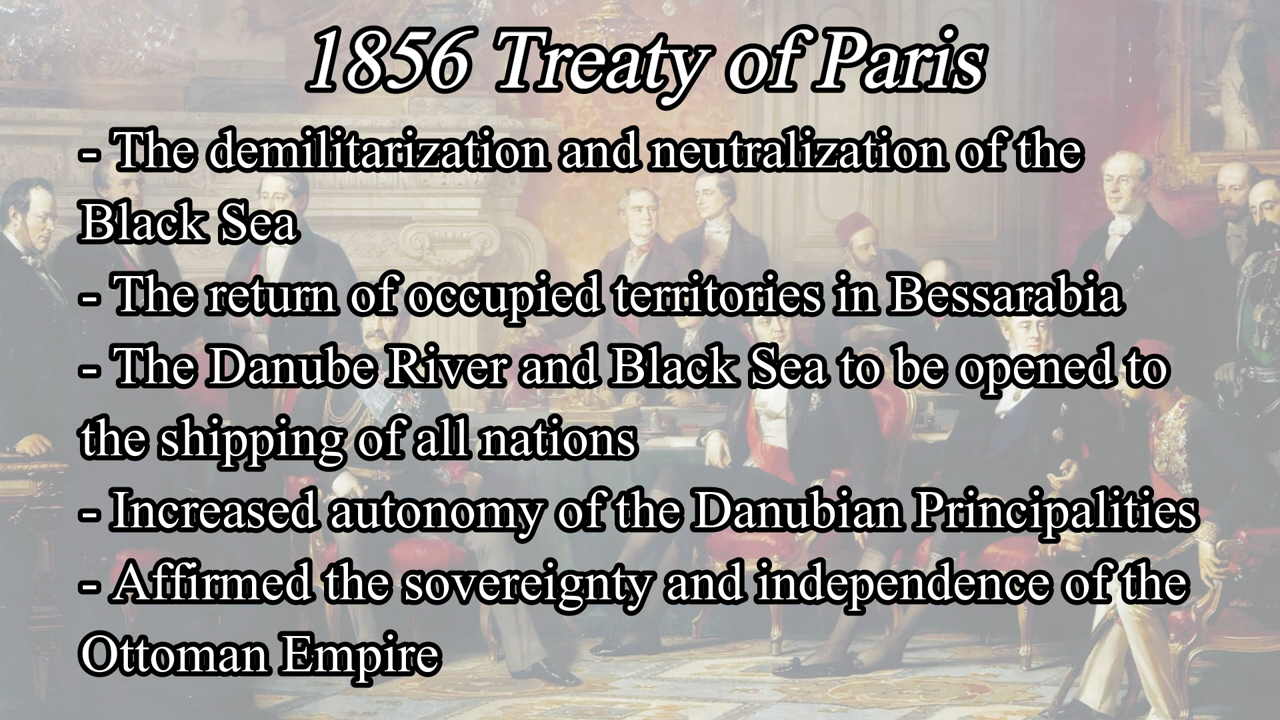 1856 Treaty of Paris
- The demilitarization and neutralization of the
Black Sea
- The return of occupied territories in Bessarabia
- The Danube River and Black Sea to be opened to
the shipping of all nations
- Increased autonomy of the Danubian Principalities
- Affirmed the sovereignty and independence of the
Ottoman Empire